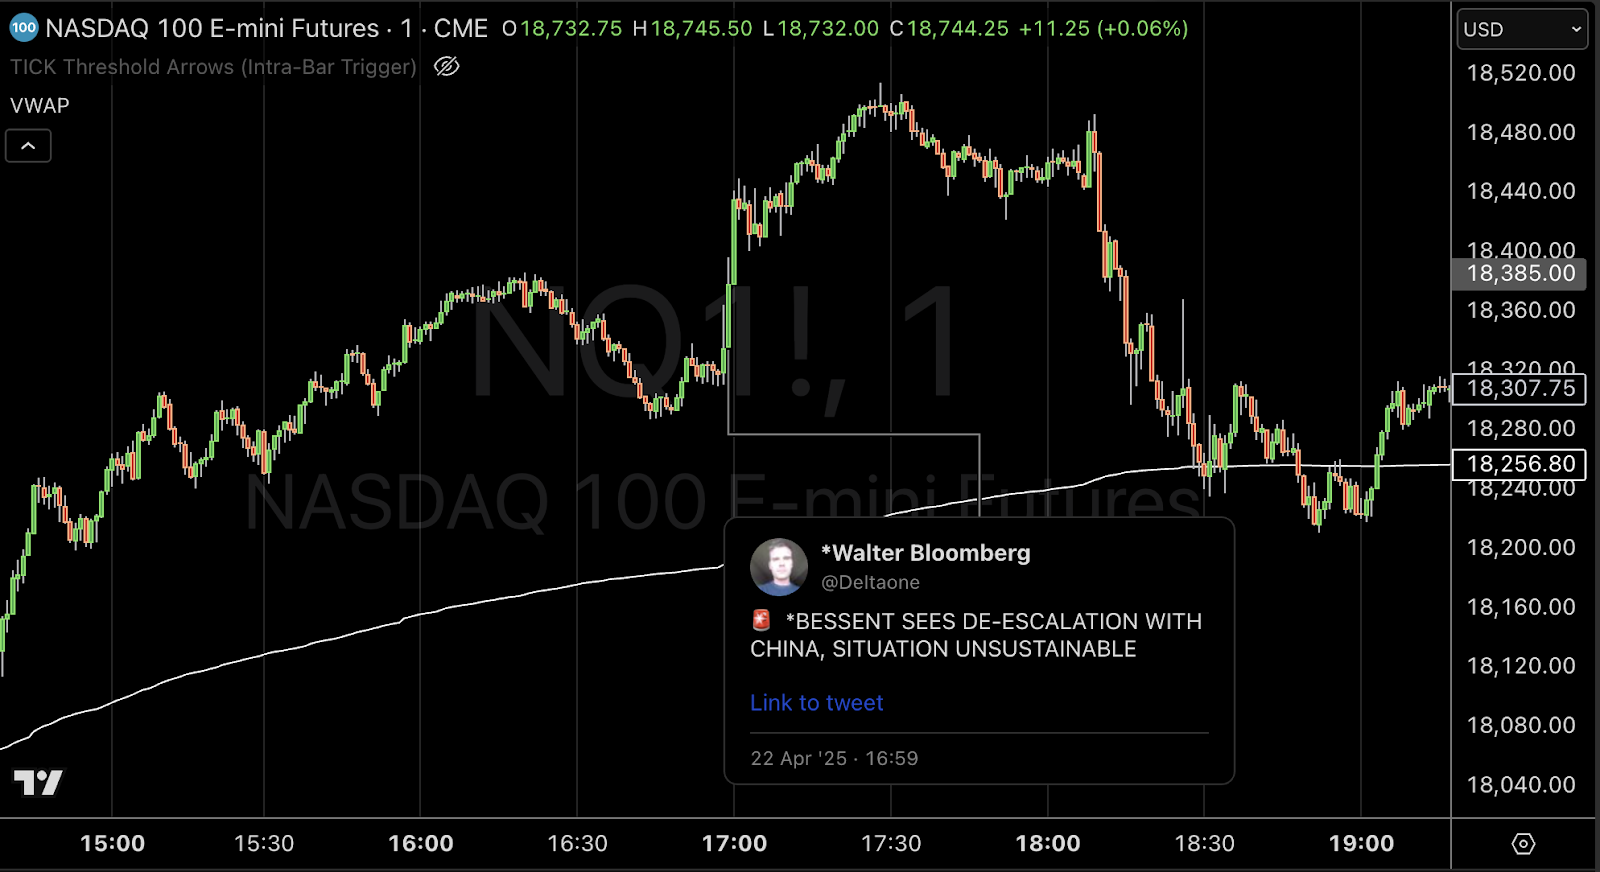 100 NASDAQ 100 E-mini Futures · 1 · CME O18,732.75 H18,745.50 L18,732.00 C18,744.25 +11.25 (+0.06%)
USD
TICK Threshold Arrows (Intra-Bar Trigger)
VWAP
18,520.00
18,480.00
18,440.00
18,400.00
18,385.00
18,360.00
18,320.00
18,307.75
18,280.00
18,256.80
18,240.00
18,200.00
18,160.00
18,120.00
18,080.00
18,040.00
NQ1!, 1
NASDAQ 100 E-mini Futures
*Walter Bloomberg
@Deltaone
🚨 *BESSENT SEES DE-ESCALATION WITH
CHINA, SITUATION UNSUSTAINABLE
Link to tweet
22 Apr '25 · 16:59
15:00 15:30 16:00 16:30 17:00 17:30 18:00 18:30 19:00